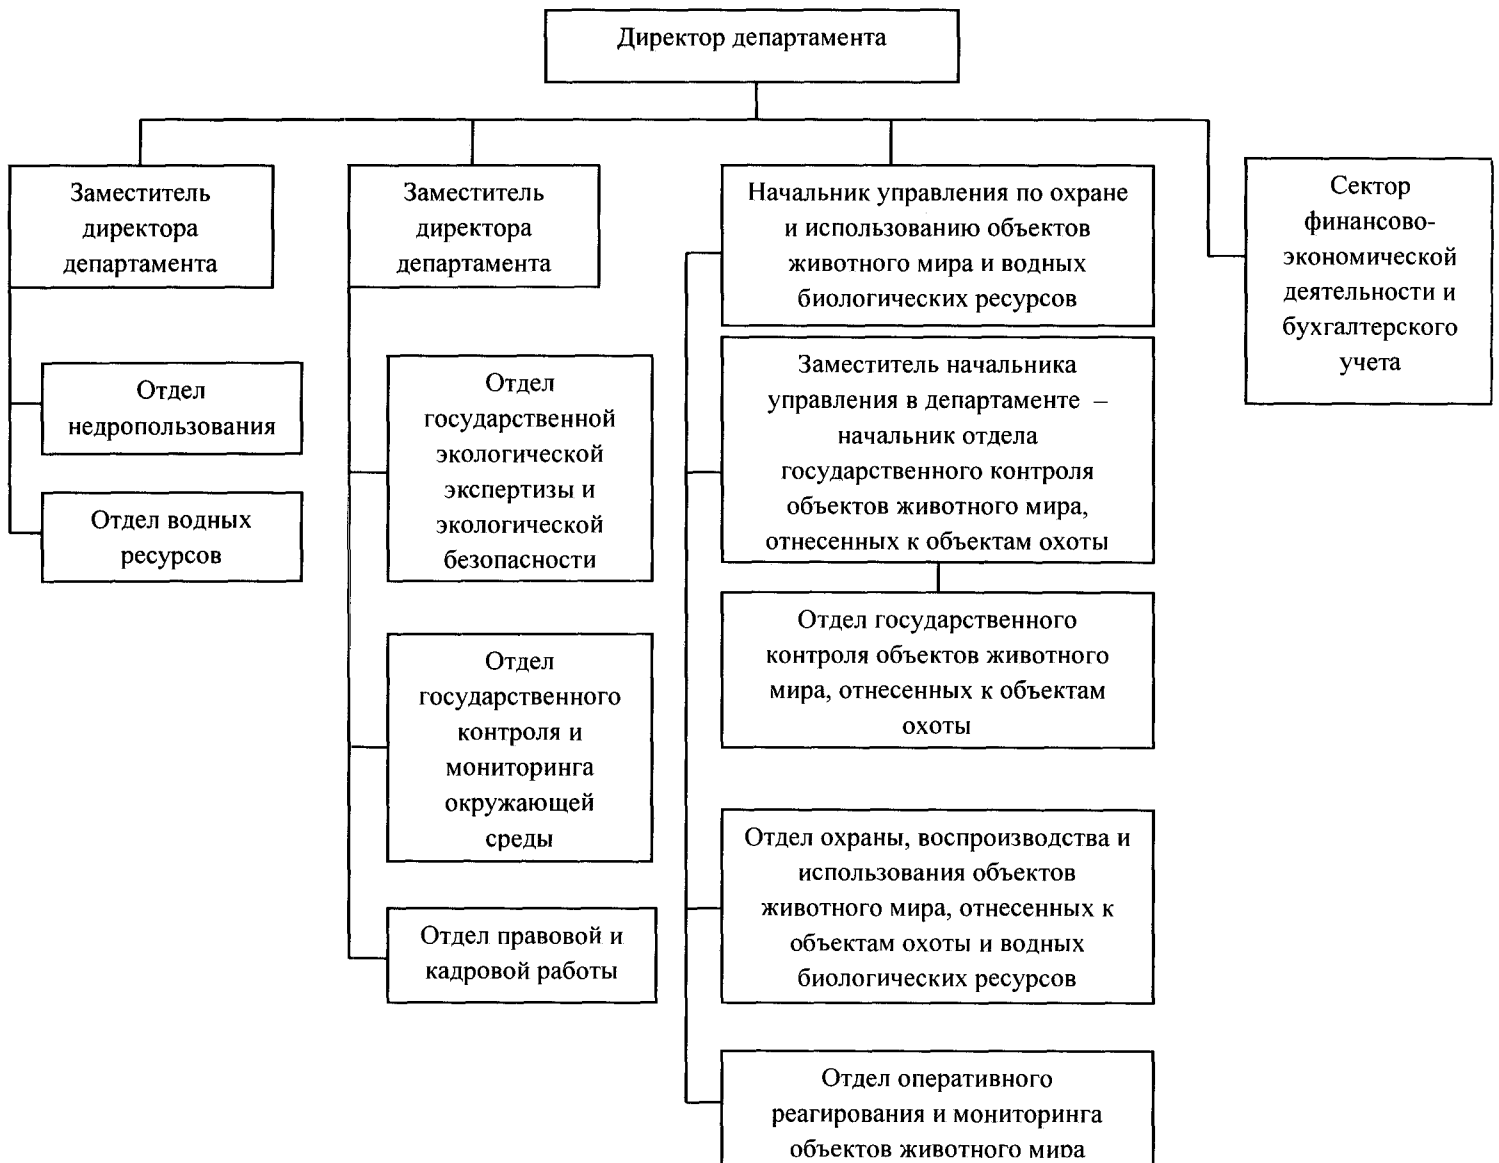 Директор департамента
Заместитель
директора
департамента
Отдел
недропользования
Отдел водных
ресурсов
Заместитель
директора
департамента
Отдел
государственной
экологической
экспертизы и
экологической
безопасности
Отдел
государственного
контроля и
мониторинга
окружающей
среды
Отдел правовой и
кадровой работы
Начальник управления по охране
и использованию объектов
животного мира и водных
биологических ресурсов
Заместитель начальника
управления в департаменте –
начальник отдела
государственного контроля
объектов животного мира,
отнесенных к объектам охоты
Отдел государственного
контроля объектов животного
мира, отнесенных к объектам
охоты
Отдел охраны, воспроизводства и
использования объектов
животного мира, отнесенных к
объектам охоты и водных
биологических ресурсов
Отдел оперативного
реагирования и мониторинга
объектов животного мира
Сектор
финансово-
экономической
деятельности и
бухгалтерского
учета